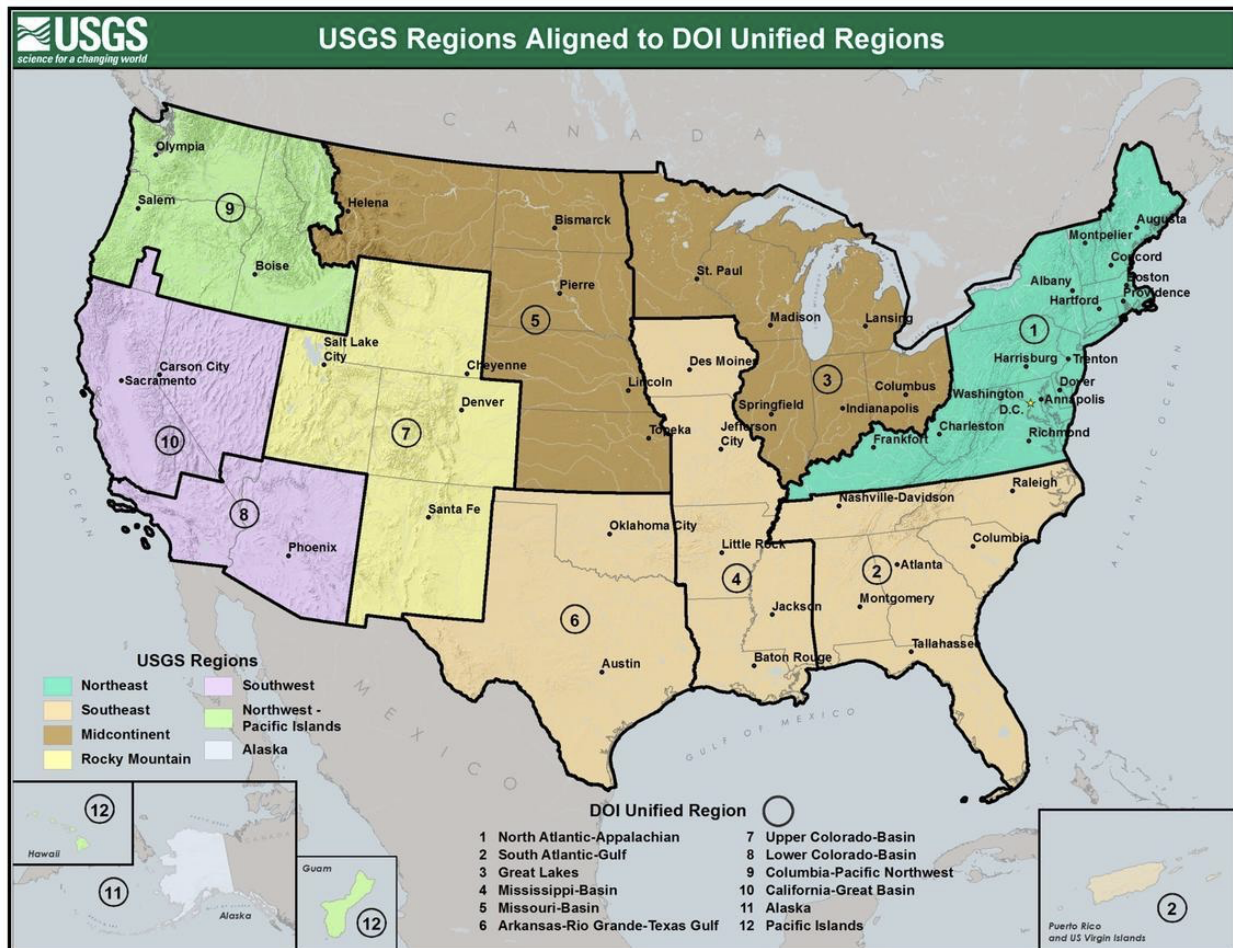 USGS
science for a changing world
USGS Regions Aligned to DOI Unified Regions
CANADA
Olympia
Salem
9
Boise
Helena
Bismarck
Pierre
5
Lincoln
Topeka
St. Paul
Madison
Lansing
3
Springfield
Indianapolis
Columbus
Augusta
Montpelier
Concord
Boston
Albany
Providence
Hartford
1
Harrisburg
Trenton
Dover
Washington
D.C.
Annapolis
Charleston
Frankfort
Richmond
Salt Lake
City
Cheyenne
Denver
7
Santa Fe
Carson City
Sacramento
10
8
Phoenix
Des Moines
Jefferson
City
Little Rock
4
Jackson
Baton Rouge
Oklahoma City
6
Austin
Nashville-Davidson
Raleigh
Columbia
2
Atlanta
Montgomery
Tallahassee
PACIFIC OCEAN
ATLANTIC OCEAN
MEXICO
GULF OF MEXICO
USGS Regions
Northeast
Southeast
Midcontinent
Rocky Mountain
Southwest
Northwest -
Pacific Islands
Alaska
12
Hawaii
11
Alaska
Guam
12
DOI Unified Region
1 North Atlantic-Appalachian
2 South Atlantic-Gulf
3 Great Lakes
4 Mississippi-Basin
5 Missouri-Basin
6 Arkansas-Rio Grande-Texas Gulf
7 Upper Colorado-Basin
8 Lower Colorado-Basin
9 Columbia-Pacific Northwest
10 California-Great Basin
11 Alaska
12 Pacific Islands
2
Puerto Rico
and US Virgin Islands